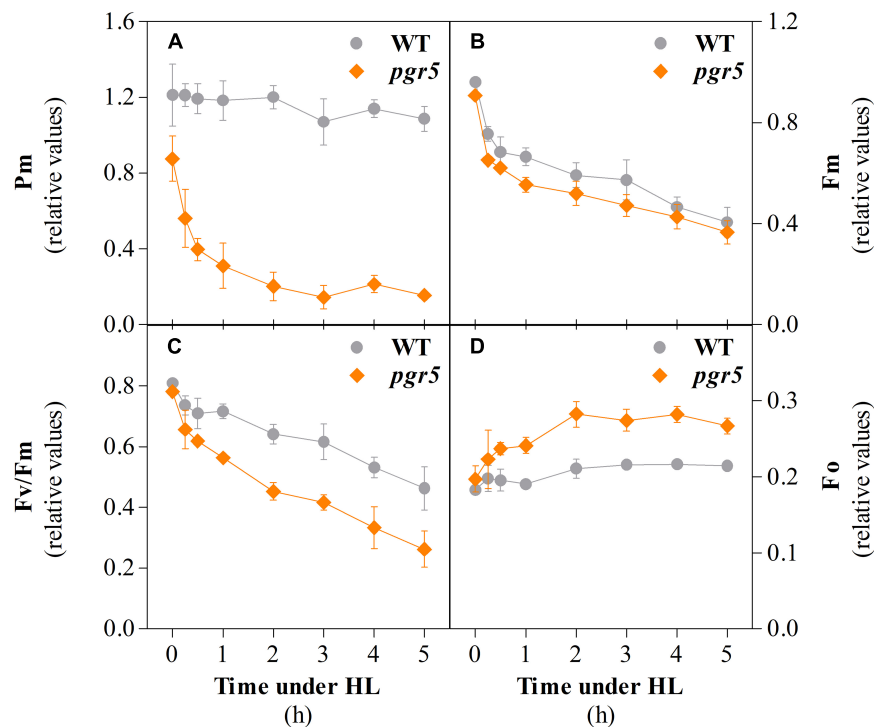 A
WT
pgr5
B
WT
pgr5
1.6
1.2
0.8
0.4
0.0
Pm
(relative values)
1.2
0.8
0.4
0.0
Fm
(relative values)
C
WT
pgr5
D
WT
pgr5
0.8
0.6
0.4
0.2
0.0
Fv/Fm
(relative values)
0.3
0.2
0.1
0.0
Fo
(relative values)
0 1 2 3 4 5
Time under HL
(h)
0 1 2 3 4 5
Time under HL
(h)